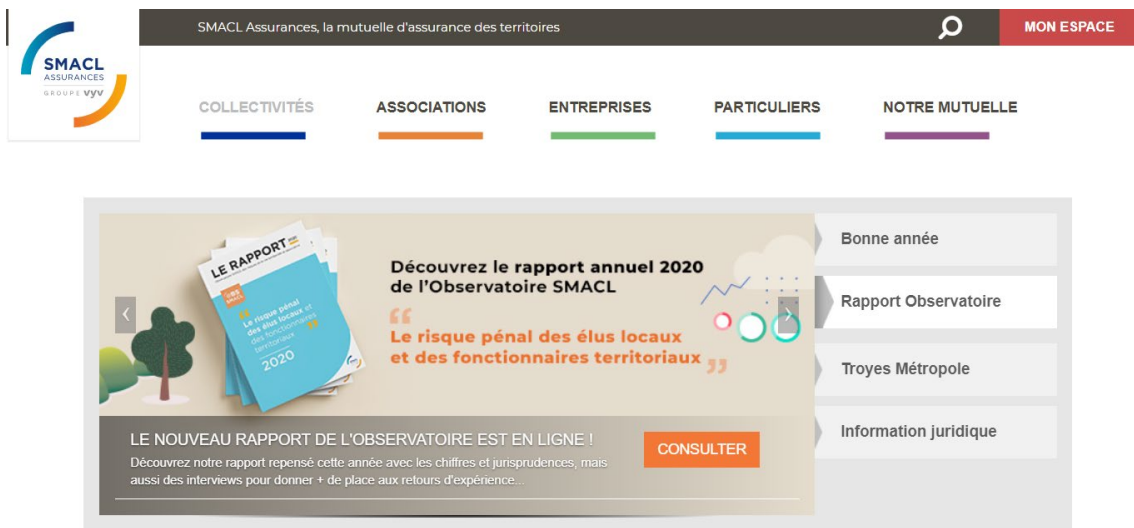 SMACL Assurances, la mutuelle d'assurance des territoires
MON ESPACE
SMACL
ASSURANCES
GROUPE vyv
COLLECTIVITÉS
ASSOCIATIONS
ENTREPRISES
PARTICULIERS
NOTRE MUTUELLE
LE RAPPORT
SMACL
Le risque pénal
des élus locaux et
des fonctionnaires
territoriaux
2020
Découvrez le rapport annuel 2020
de l'Observatoire SMACL
“
Le risque pénal des élus locaux
et des fonctionnaires territoriaux ”
LE NOUVEAU RAPPORT DE L'OBSERVATOIRE EST EN LIGNE !
Découvrez notre rapport repensé cette année avec les chiffres et jurisprudences, mais
aussi des interviews pour donner + de place aux retours d'expérience...
CONSULTER
Bonne année
Rapport Observatoire
Troyes Métropole
Information juridique